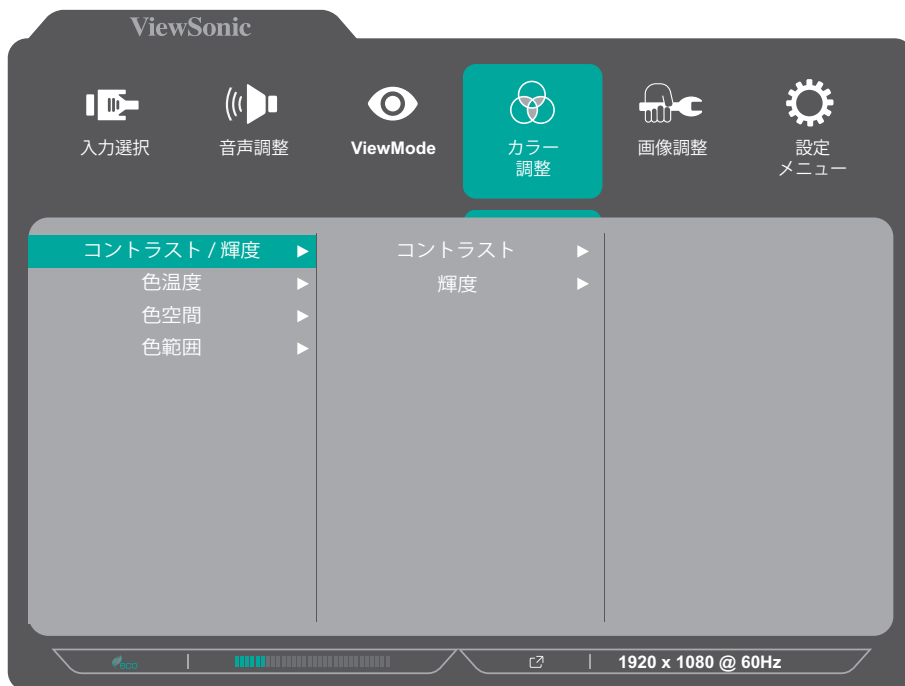 ViewSonic
入力選択
音声調整
ViewMode
カラー
調整
画像調整
設定
メニュー
コントラスト / 輝度
コントラスト
色温度
輝度
色空間
色範囲
eco
1920 x 1080 @ 60Hz